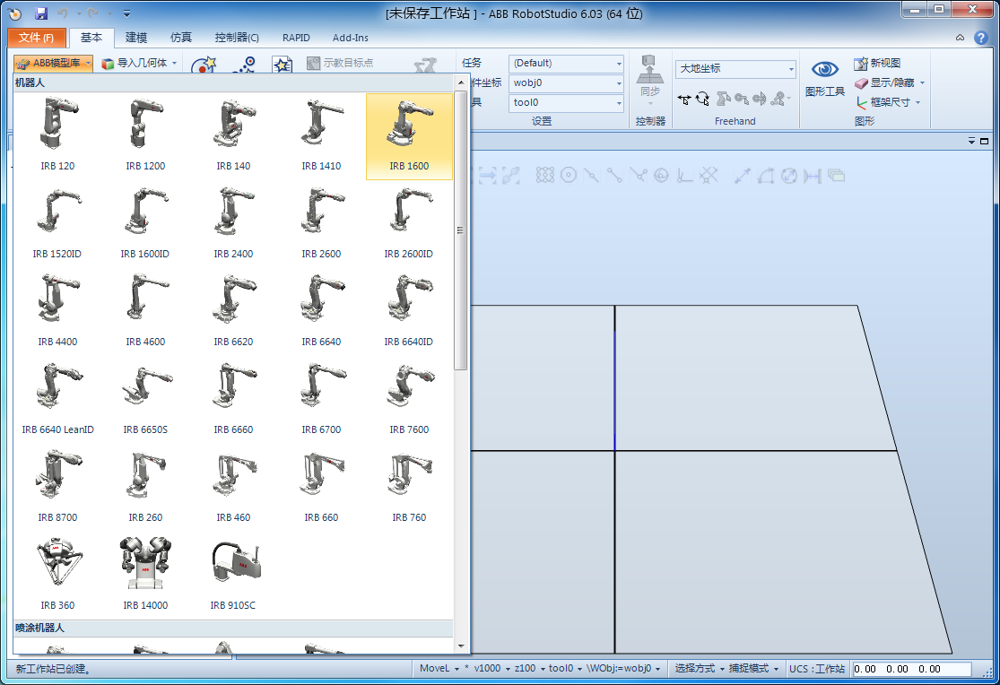 [未保存工作站 ] - ABB RobotStudio 6.03 (64 位)
文件(F) 基本 建模 仿真 控制器(C) RAPID Add-Ins
ABB模型库 导入几何体 示教目标点 任务 (Default) 大地坐标 新视图
件坐标 wobj0 同步 图形工具 显示/隐藏
具 tool0 框架尺寸
设置 控制器 Freehand 图形
机器人
IRB 120 IRB 1200 IRB 140 IRB 1410 IRB 1600
IRB 1520ID IRB 1600ID IRB 2400 IRB 2600 IRB 2600ID
IRB 4400 IRB 4600 IRB 6620 IRB 6640 IRB 6640ID
IRB 6640 LeanID IRB 6650S IRB 6660 IRB 6700 IRB 7600
IRB 8700 IRB 260 IRB 460 IRB 660 IRB 760
IRB 360 IRB 14000 IRB 910SC
喷涂机器人
新工作站已创建。 MoveL * v1000 z100 tool0 \WObj:=wobj0 选择方式 捕捉模式 UCS : 工作站 0.00 0.00 0.00